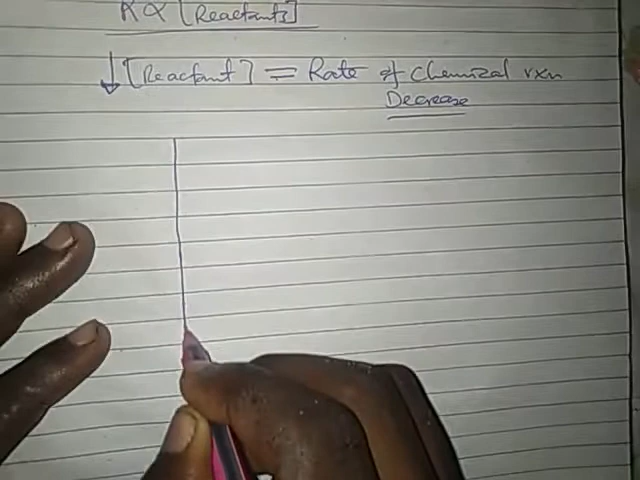 R ∝ [Reactants]
↓ [Reactant] = Rate of Chemical rxn
Decrease